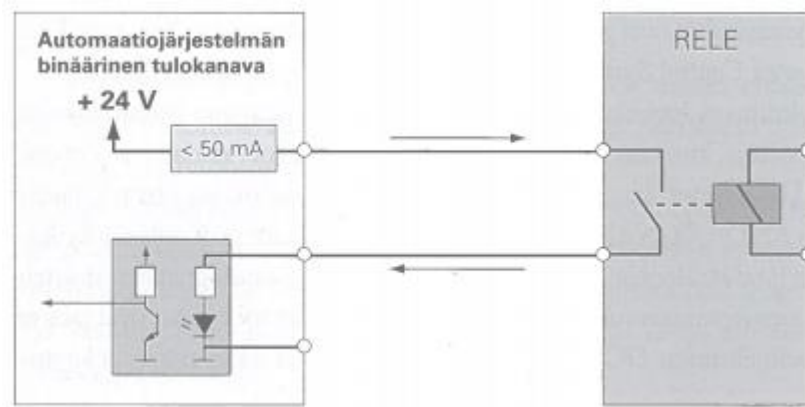 Automaatiojärjestelmän
binäärinen tulokanava
+ 24 V
< 50 mA
RELE